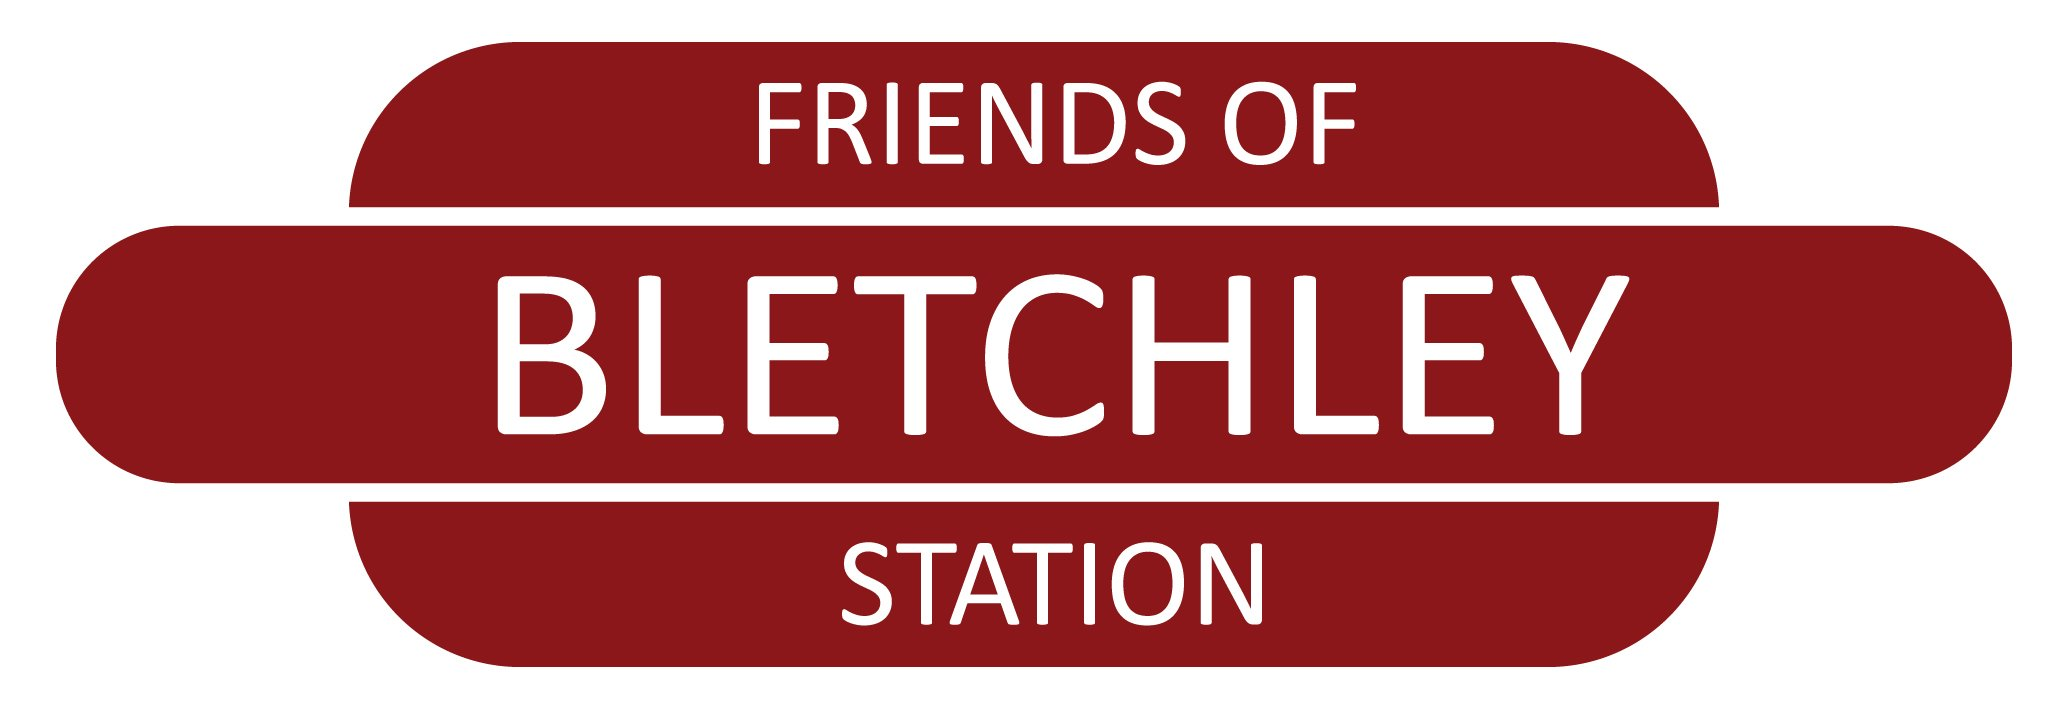 FRIENDS OF
BLETCHLEY
STATION